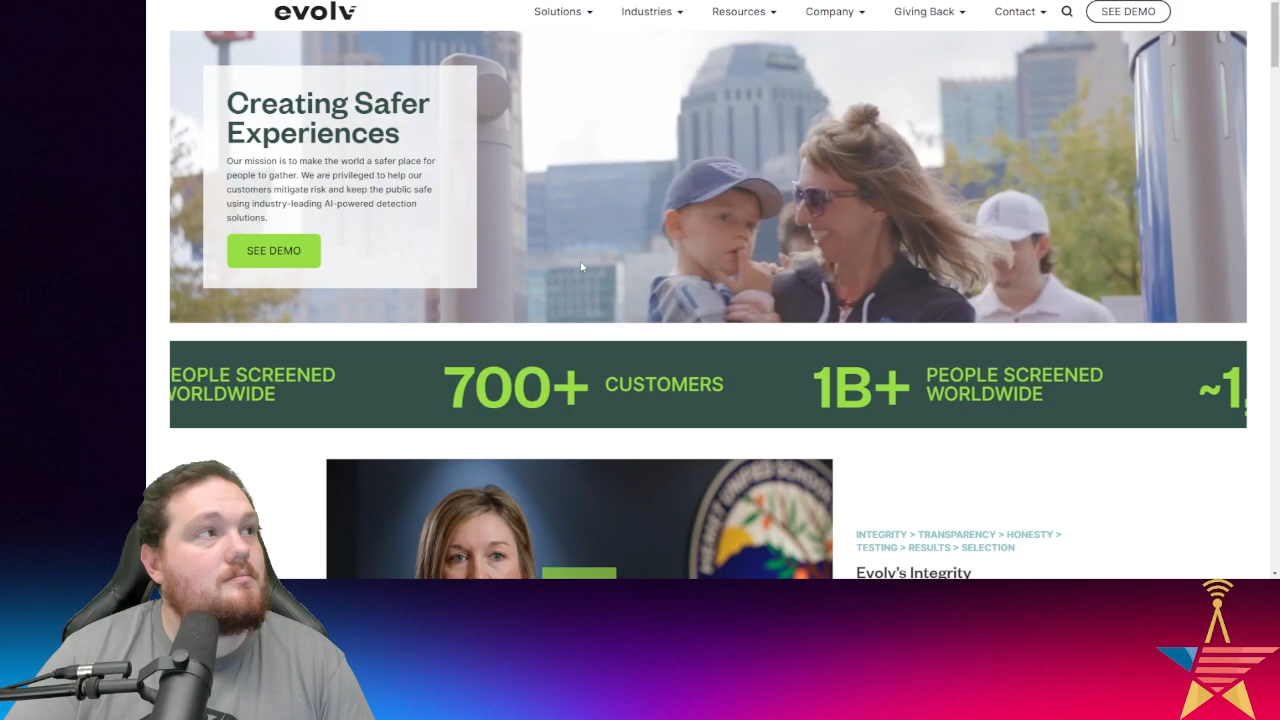 evolv
Solutions Industries Resources Company Giving Back Contact SEE DEMO
Creating Safer
Experiences
Our mission is to make the world a safer place for
people to gather. We are privileged to help our
customers mitigate risk and keep the public safe
using industry-leading AI-powered detection
solutions.
SEE DEMO
EOPLE SCREENED
WORLDWIDE
700+ CUSTOMERS
1B+ PEOPLE SCREENED
WORLDWIDE
~1,
HEMET UNIFIED SCHOOL
INTEGRITY > TRANSPARENCY > HONESTY >
TESTING > RESULTS > SELECTION
Evolv's Integrity